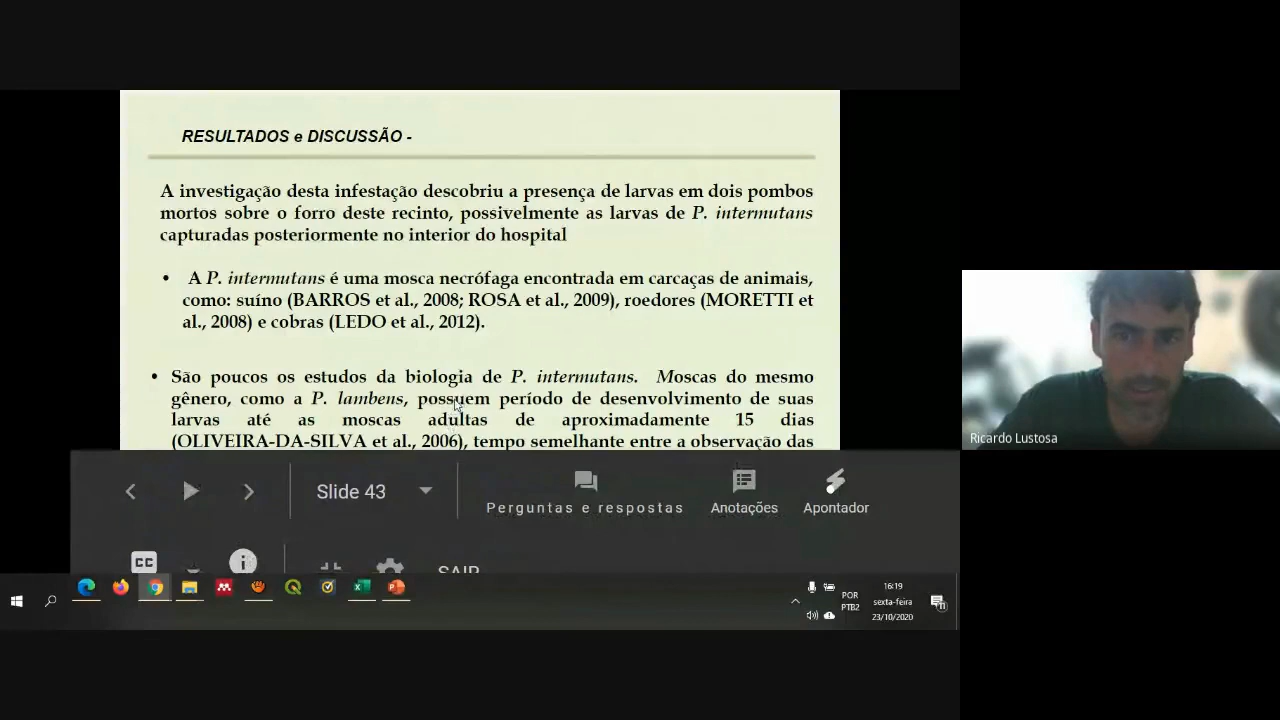 RESULTADOS e DISCUSSÃO -
A investigação desta infestação descobriu a presença de larvas em dois pombos
mortos sobre o forro deste recinto, possivelmente as larvas de P. intermutans
capturadas posteriormente no interior do hospital
• A P. intermutans é uma mosca necrófaga encontrada em carcaças de animais,
como: suíno (BARROS et al., 2008; ROSA et al., 2009), roedores (MORETTI et
al., 2008) e cobras (LEDO et al., 2012).
• São poucos os estudos da biologia de P. intermutans. Moscas do mesmo
gênero, como a P. lambens, possuem período de desenvolvimento de suas
larvas até as moscas adultas de aproximadamente 15 dias
(OLIVEIRA-DA-SILVA et al., 2006), tempo semelhante entre a observação das
Slide 43
Perguntas e respostas
Anotações
Apontador
CC
SAIR
POR
PTB2
16:19
sexta-feira
23/10/2020
Ricardo Lustosa